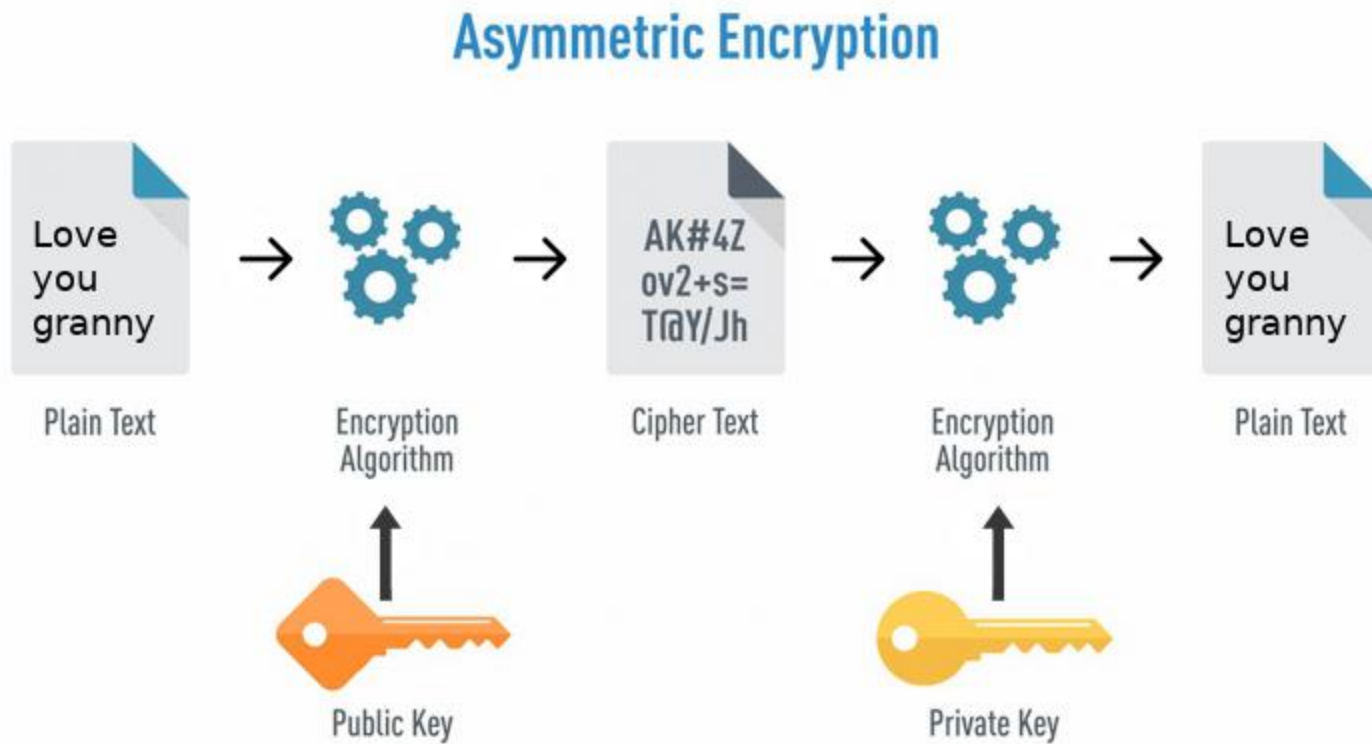 Asymmetric Encryption
Love
you
granny
AK#4Z
ov2+s=
T@Y/Jh
Love
you
granny
Plain Text
Encryption
Algorithm
Cipher Text
Encryption
Algorithm
Plain Text
Public Key
Private Key